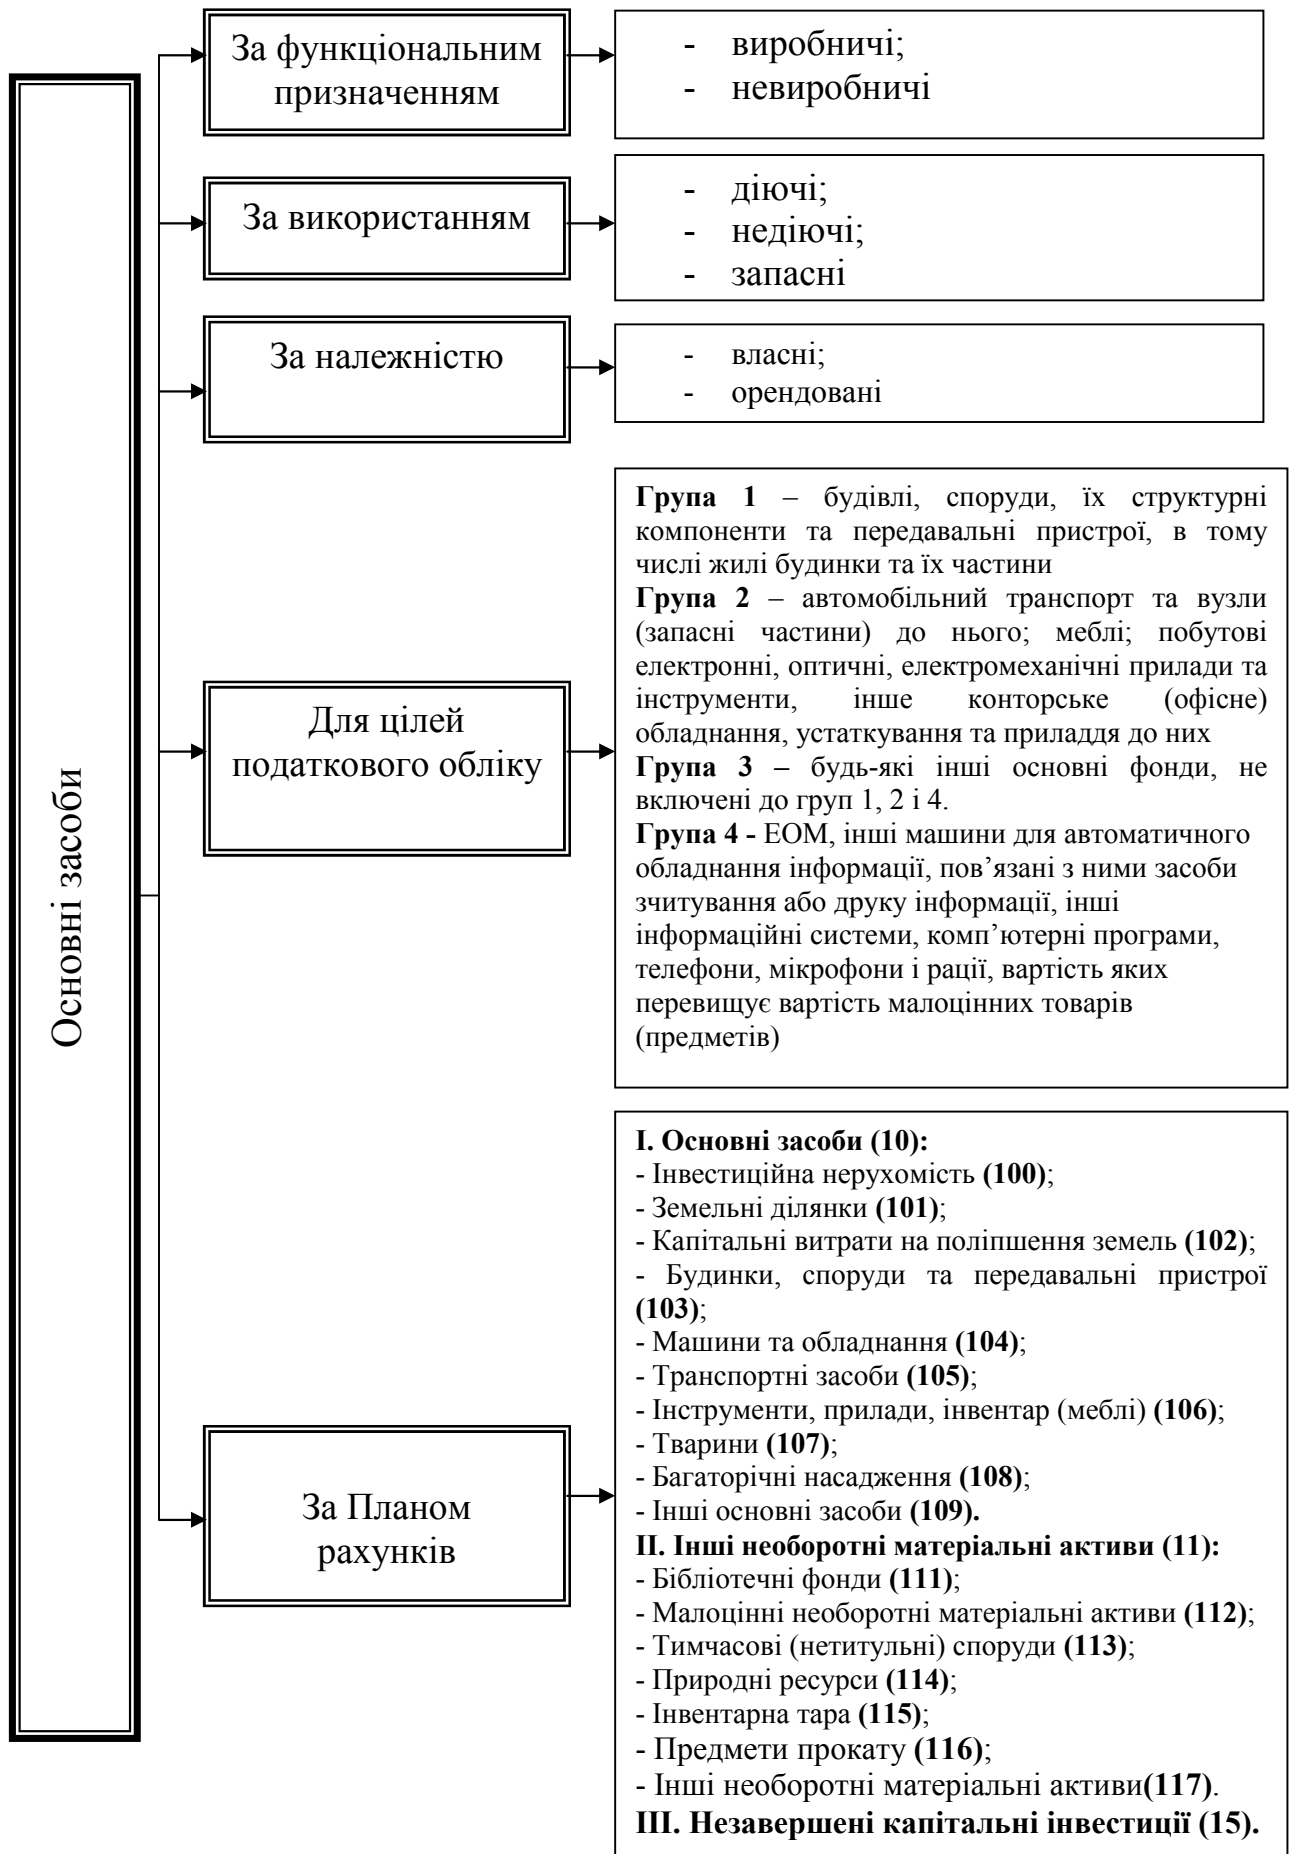 Основні засоби
За функціональним
призначенням
- виробничі;
- невиробничі
За використанням
- діючі;
- недіючі;
- запасні
За належністю
- власні;
- орендовані
Для цілей
податкового обліку
Група 1 – будівлі, споруди, їх структурні
компоненти та передавальні пристрої, в тому
числі жилі будинки та їх частини
Група 2 – автомобільний транспорт та вузли
(запасні частини) до нього; меблі; побутові
електронні, оптичні, електромеханічні прилади та
інструменти, інше конторське (офісне)
обладнання, устаткування та приладдя до них
Група 3 – будь-які інші основні фонди, не
включені до груп 1, 2 і 4.
Група 4 - ЕОМ, інші машини для автоматичного
обладнання інформації, пов’язані з ними засоби
зчитування або друку інформації, інші
інформаційні системи, комп’ютерні програми,
телефони, мікрофони і рації, вартість яких
перевищує вартість малоцінних товарів
(предметів)
За Планом
рахунків
І. Основні засоби (10):
- Інвестиційна нерухомість (100);
- Земельні ділянки (101);
- Капітальні витрати на поліпшення земель (102);
- Будинки, споруди та передавальні пристрої
(103);
- Машини та обладнання (104);
- Транспортні засоби (105);
- Інструменти, прилади, інвентар (меблі) (106);
- Тварини (107);
- Багаторічні насадження (108);
- Інші основні засоби (109).
ІІ. Інші необоротні матеріальні активи (11):
- Бібліотечні фонди (111);
- Малоцінні необоротні матеріальні активи (112);
- Тимчасові (нетитульні) споруди (113);
- Природні ресурси (114);
- Інвентарна тара (115);
- Предмети прокату (116);
- Інші необоротні матеріальні активи(117).
ІІІ. Незавершені капітальні інвестиції (15).